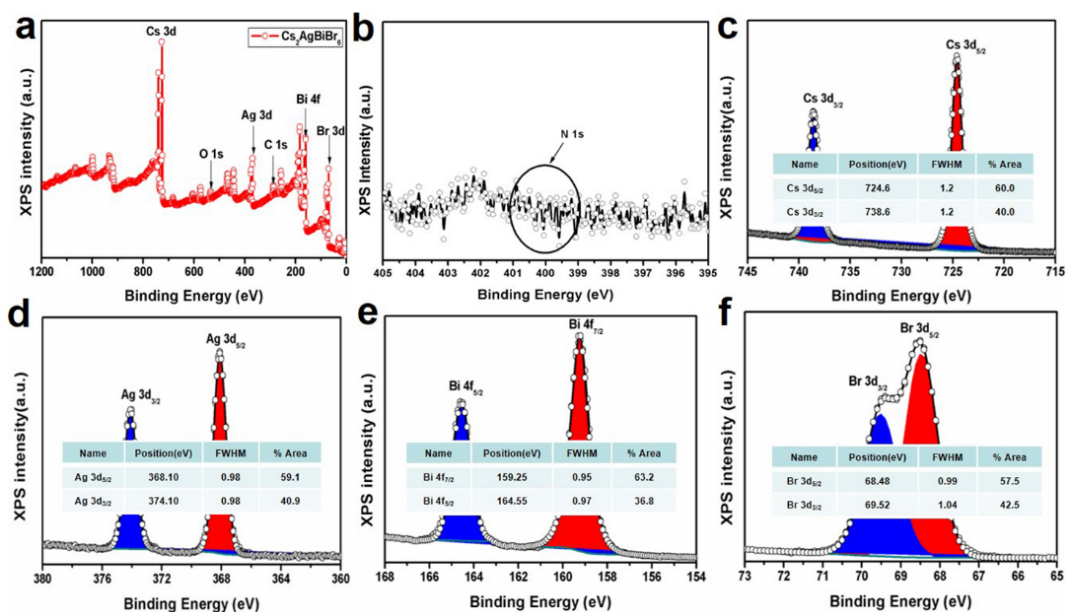 a
Cs 3d
Cs₂AgBiBr₆
Bi 4f
Ag 3d
Br 3d
O 1s
C 1s
XPS intensity (a.u.)
1200 1000 800 600 400 200 0
Binding Energy (eV)
b
N 1s
XPS intensity (a.u.)
405 404 403 402 401 400 399 398 397 396 395
Binding Energy (eV)
c
Cs 3d₅/₂
Cs 3d₃/₂
XPS intensity(a.u.)
Name Position(eV) FWHM % Area
Cs 3d₅/₂ 724.6 1.2 60.0
Cs 3d₃/₂ 738.6 1.2 40.0
745 740 735 730 725 720 715
Binding Energy (eV)
d
Ag 3d₅/₂
Ag 3d₃/₂
XPS intensity(a.u.)
Name Position(eV) FWHM % Area
Ag 3d₅/₂ 368.10 0.98 59.1
Ag 3d₃/₂ 374.10 0.98 40.9
380 376 372 368 364 360
Binding Energy (eV)
e
Bi 4f₇/₂
Bi 4f₅/₂
XPS intensity (a.u.)
Name Position(eV) FWHM % Area
Bi 4f₇/₂ 159.25 0.95 63.2
Bi 4f₅/₂ 164.55 0.97 36.8
168 166 164 162 160 158 156 154
Binding Energy (eV)
f
Br 3d₅/₂
Br 3d₃/₂
XPS intensity (a.u.)
Name Position(eV) FWHM % Area
Br 3d₅/₂ 68.48 0.99 57.5
Br 3d₃/₂ 69.52 1.04 42.5
73 72 71 70 69 68 67 66 65
Binding Energy (eV)